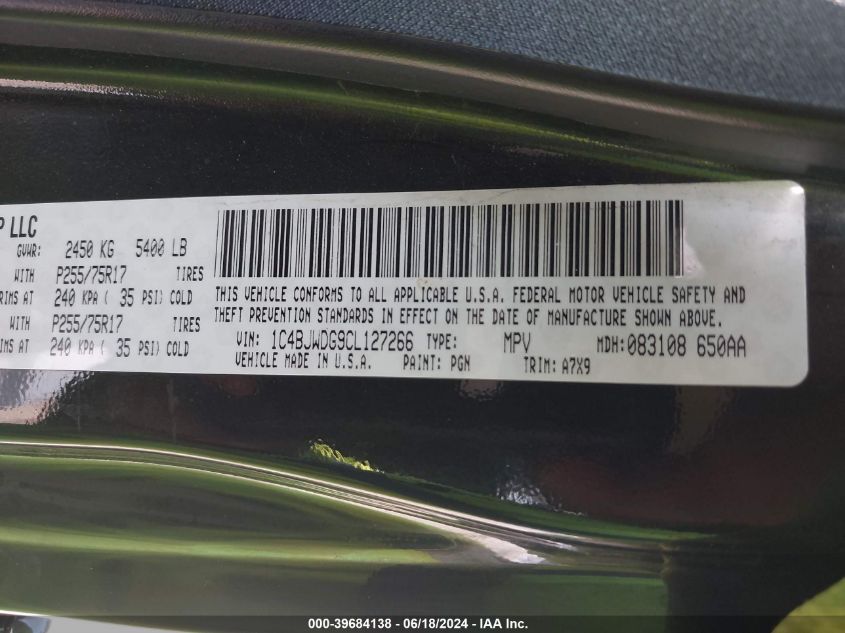 P LLC
GVWR: 2450 KG 5400 LB
WITH P255/75R17 TIRES
RIMS AT 240 KPA ( 35 PSI) COLD
WITH P255/75R17 TIRES
RIMS AT 240 KPA ( 35 PSI) COLD
THIS VEHICLE CONFORMS TO ALL APPLICABLE U.S.A. FEDERAL MOTOR VEHICLE SAFETY AND
THEFT PREVENTION STANDARDS IN EFFECT ON THE DATE OF MANUFACTURE SHOWN ABOVE.
VIN: 1C4BJWDG9CL127266 TYPE: MPV MDH:083108 650AA
VEHICLE MADE IN U.S.A. PAINT: PGN TRIM: A7X9
000-39684138 - 06/18/2024 - IAA Inc.